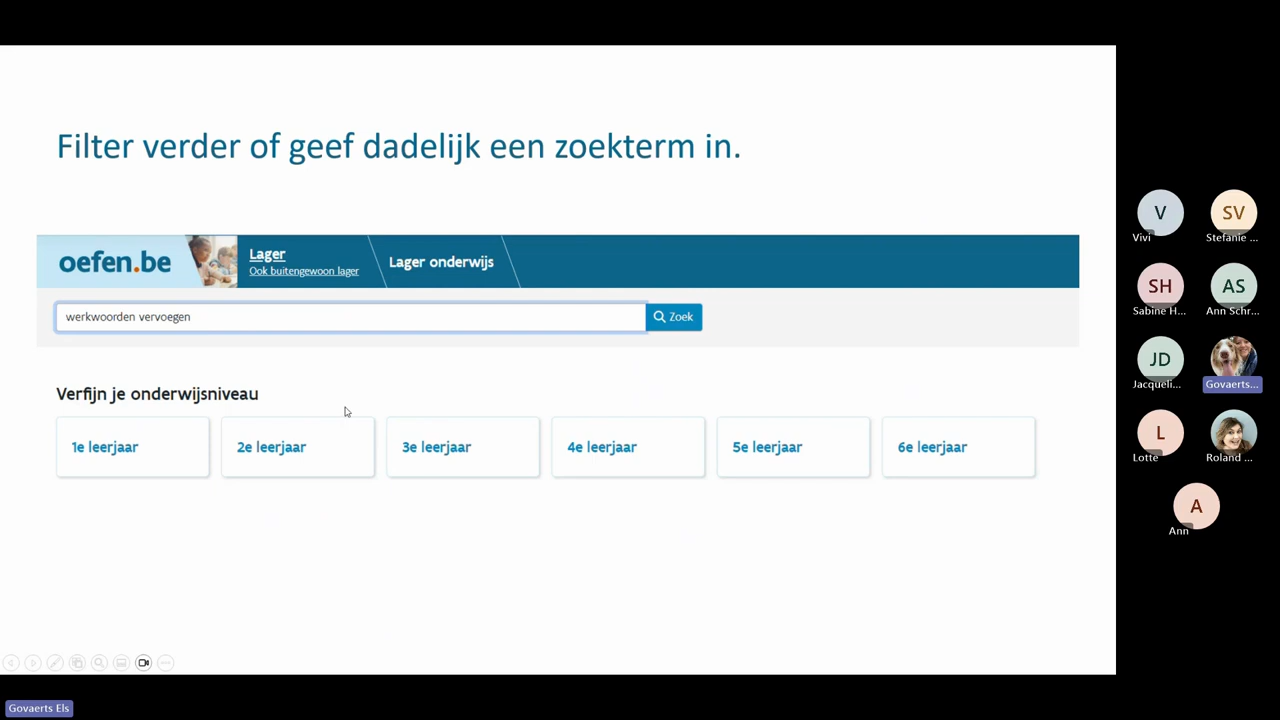 Filter verder of geef dadelijk een zoekterm in.
oefen.be
Lager
Ook buitengewoon lager
Lager onderwijs
werkwoorden vervoegen
Zoek
Verfijn je onderwijsniveau
1e leerjaar
2e leerjaar
3e leerjaar
4e leerjaar
5e leerjaar
6e leerjaar
V
Vivi
SV
Stefanie ...
SH
Sabine H...
AS
Ann Schr...
JD
Jacqueli...
Govaerts...
L
Lotte
Roland ...
A
Ann
Govaerts Els